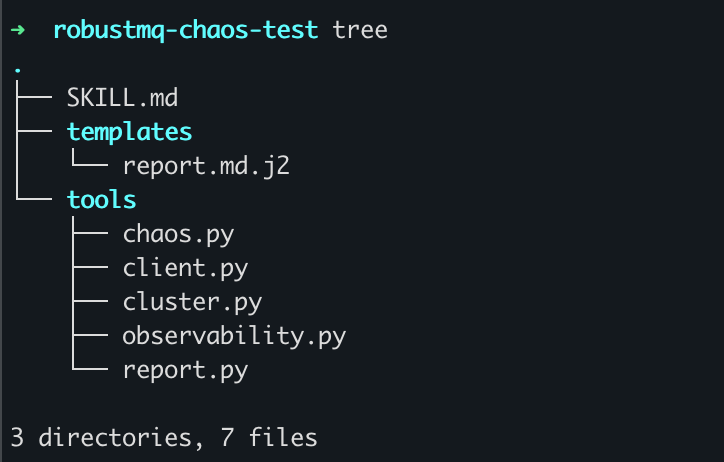 ➜  robustmq-chaos-test tree
.
├── SKILL.md
├── templates
│   └── report.md.j2
└── tools
    ├── chaos.py
    ├── client.py
    ├── cluster.py
    ├── observability.py
    └── report.py

3 directories, 7 files